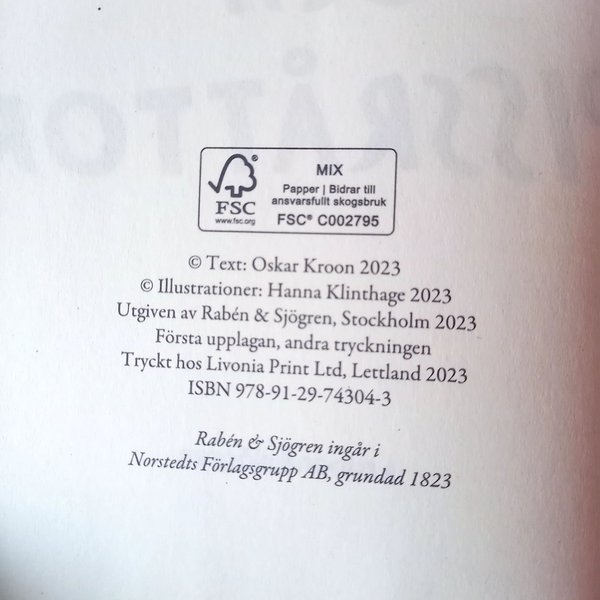 MIX
Papper | Bidrar till
ansvarsfullt skogsbruk
FSC® C002795
FSC
www.fsc.org
© Text: Oskar Kroon 2023
© Illustrationer: Hanna Klinthage 2023
Utgiven av Rabén & Sjögren, Stockholm 2023
Första upplagan, andra tryckningen
Tryckt hos Livonia Print Ltd, Lettland 2023
ISBN 978-91-29-74304-3
Rabén & Sjögren ingår i
Norstedts Förlagsgrupp AB, grundad 1823